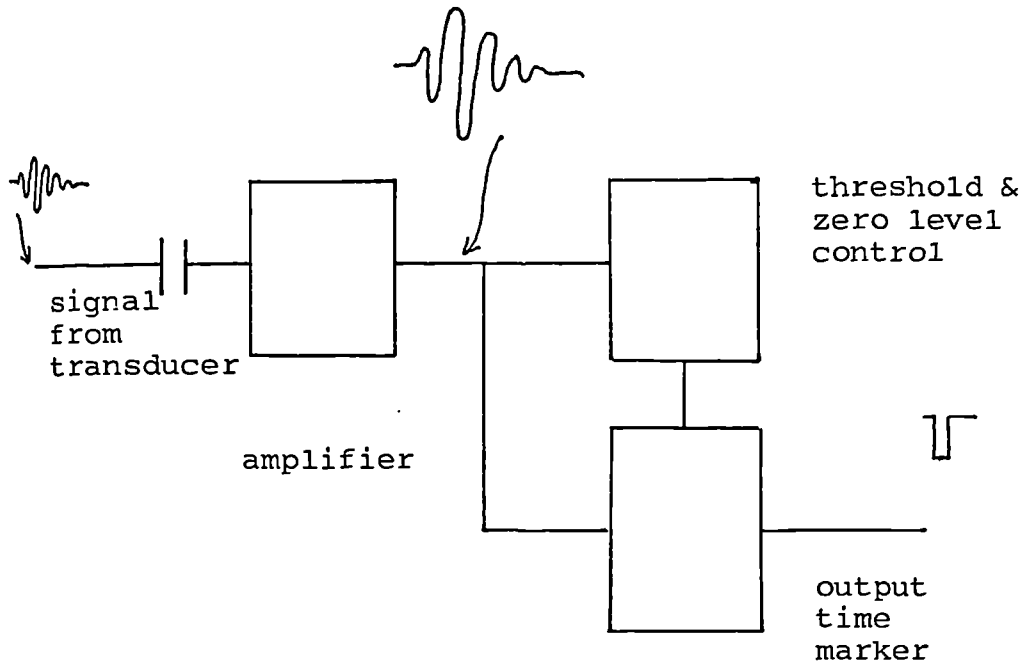 signal
from
transducer
amplifier
threshold &
zero level
control
output
time
marker